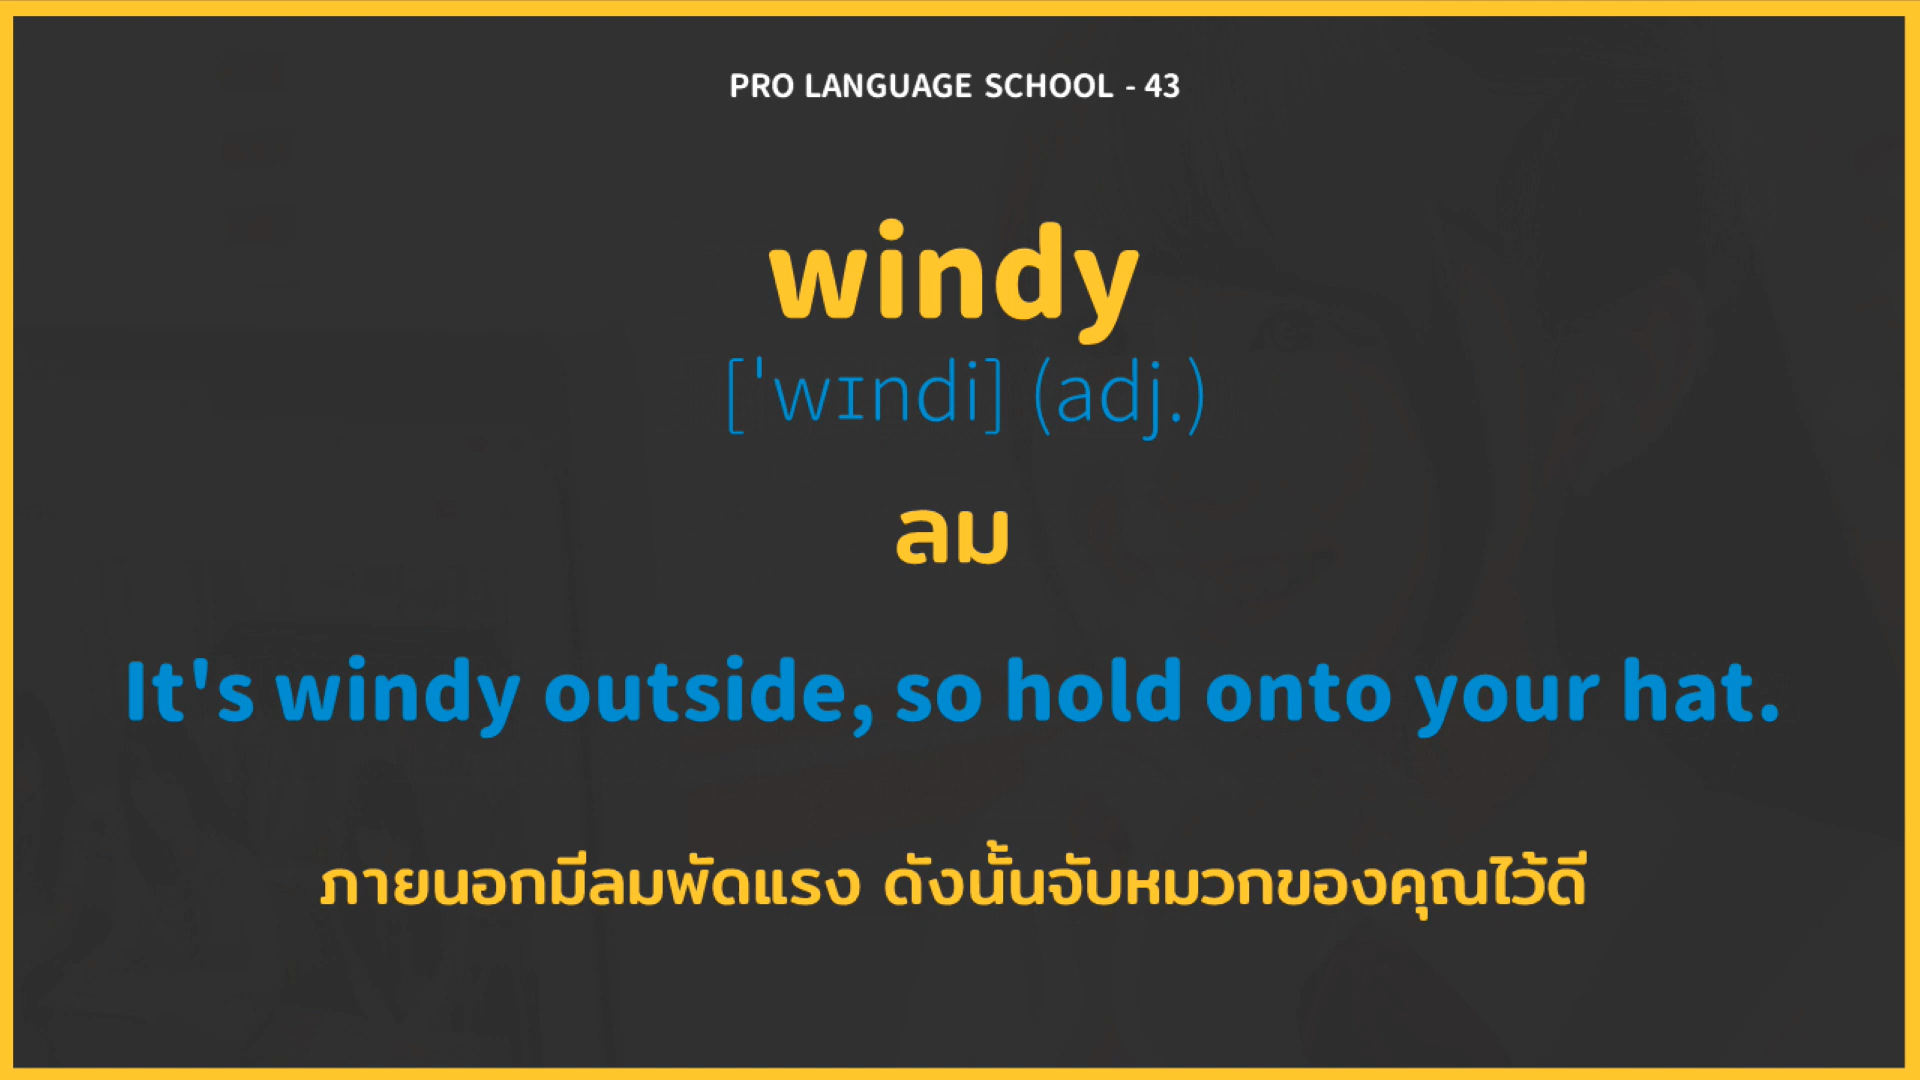 PRO LANGUAGE SCHOOL - 43
windy
[ˈwɪndi] (adj.)
ลม
It's windy outside, so hold onto your hat.
ภายนอกมีลมพัดแรง ดังนั้นจับหมวกของคุณไว้ดี